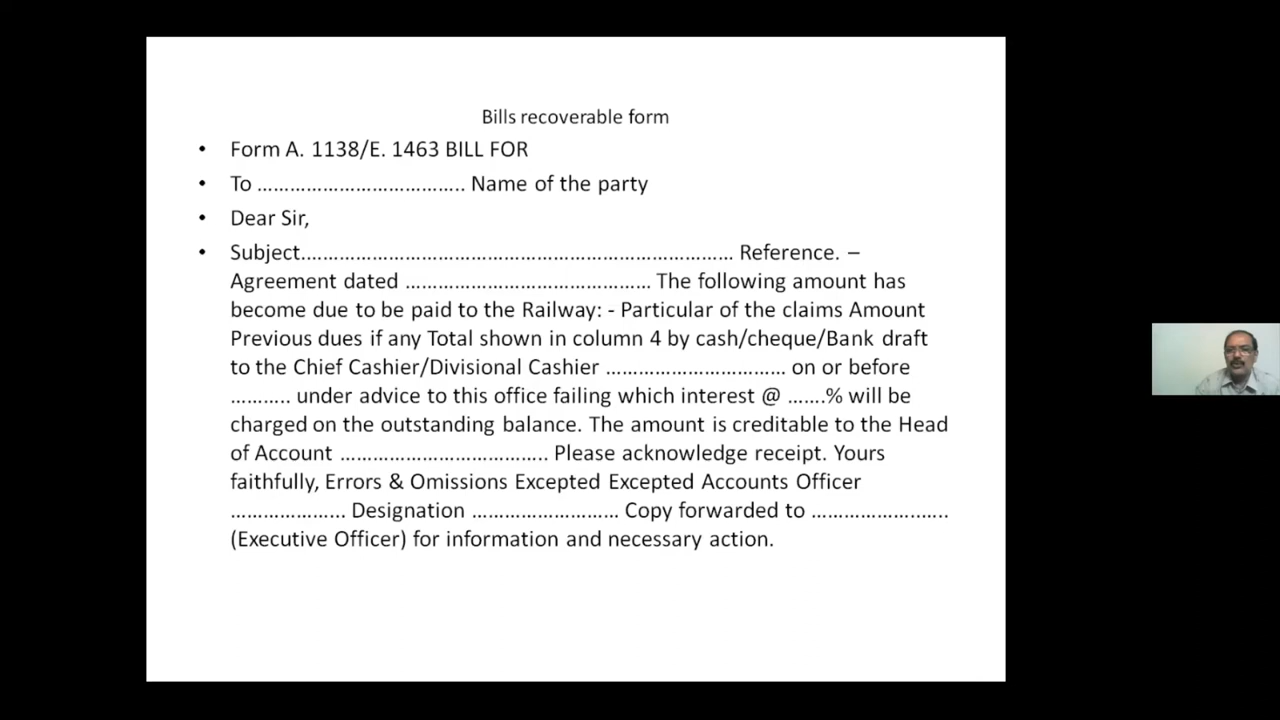 Bills recoverable form
• Form A. 1138/E. 1463 BILL FOR
• To ……………………………….. Name of the party
• Dear Sir,
• Subject.…………………………………………………………………… Reference. –
Agreement dated ……………………………………… The following amount has
become due to be paid to the Railway: - Particular of the claims Amount
Previous dues if any Total shown in column 4 by cash/cheque/Bank draft
to the Chief Cashier/Divisional Cashier …………………………… on or before
……….. under advice to this office failing which interest @ …….% will be
charged on the outstanding balance. The amount is creditable to the Head
of Account ……………………………….. Please acknowledge receipt. Yours
faithfully, Errors & Omissions Excepted Excepted Accounts Officer
………………... Designation ……………………… Copy forwarded to ……………….…...
(Executive Officer) for information and necessary action.